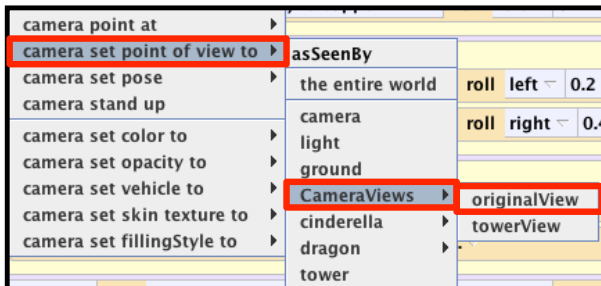 camera point at
camera set point of view to
camera set pose
camera stand up
camera set color to
camera set opacity to
camera set vehicle to
camera set skin texture to
camera set fillingStyle to
asSeenBy
the entire world
camera
light
ground
CameraViews
cinderella
dragon
tower
originalView
towerView
roll left 0.2
roll right 0.4